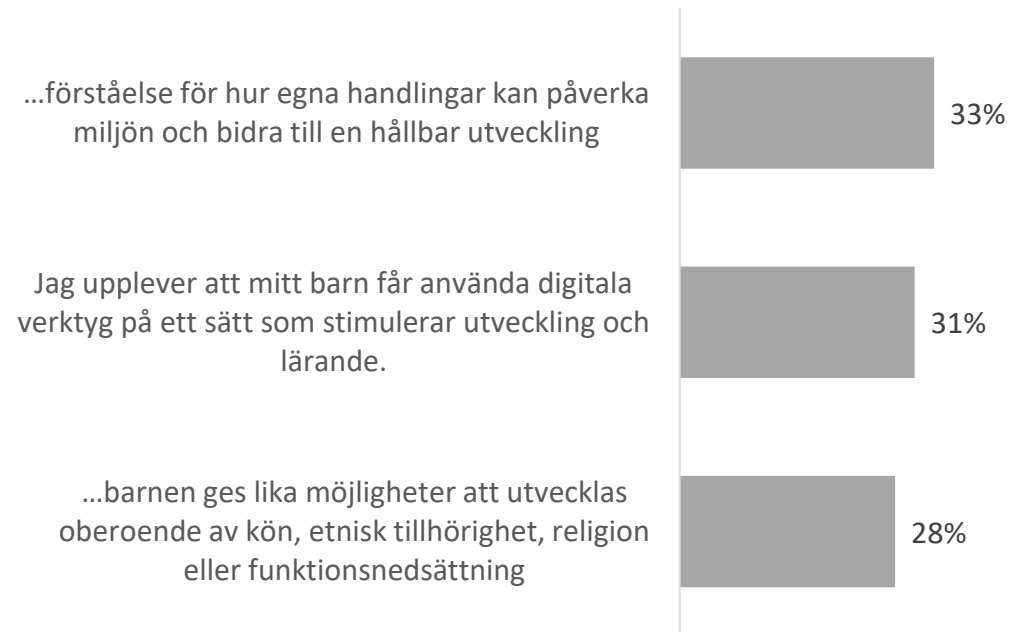 ...förståelse för hur egna handlingar kan påverka
miljön och bidra till en hållbar utveckling
33%
Jag upplever att mitt barn får använda digitala
verktyg på ett sätt som stimulerar utveckling och
lärande.
31%
...barnen ges lika möjligheter att utvecklas
oberoende av kön, etnisk tillhörighet, religion
eller funktionsnedsättning
28%